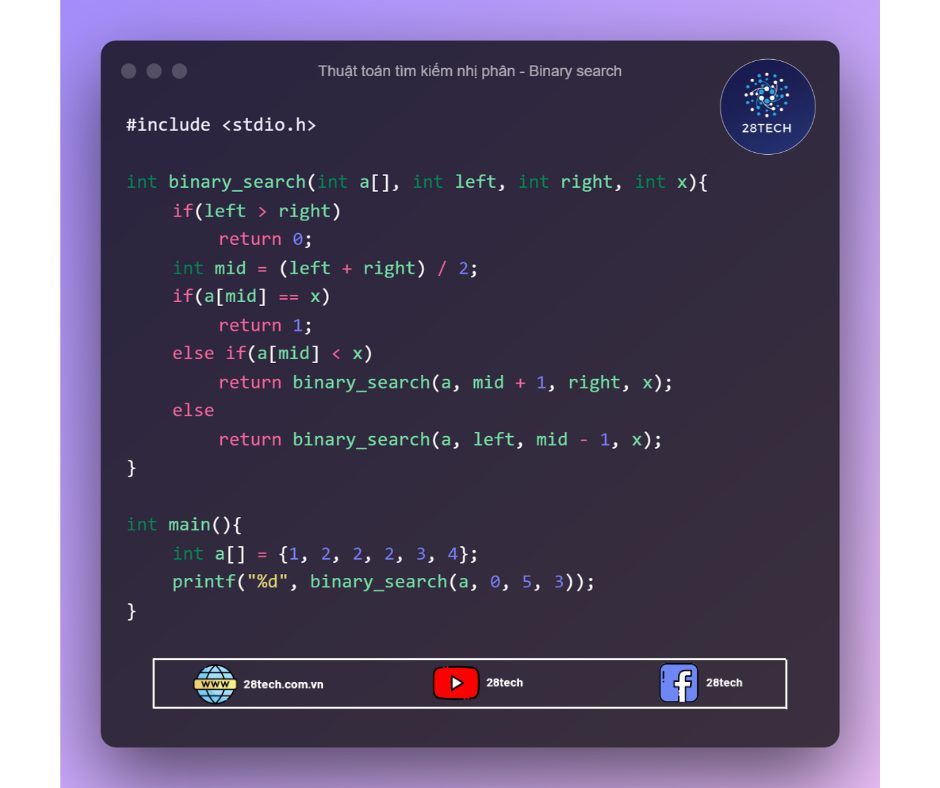 Thuật toán tìm kiếm nhị phân - Binary search
28TECH
#include <stdio.h>
int binary_search(int a[], int left, int right, int x){
if(left > right)
return 0;
int mid = (left + right) / 2;
if(a[mid] == x)
return 1;
else if(a[mid] < x)
return binary_search(a, mid + 1, right, x);
else
return binary_search(a, left, mid - 1, x);
}
int main(){
int a[] = {1, 2, 2, 2, 3, 4};
printf("%d", binary_search(a, 0, 5, 3));
}
WWW 28tech.com.vn 28tech 28tech